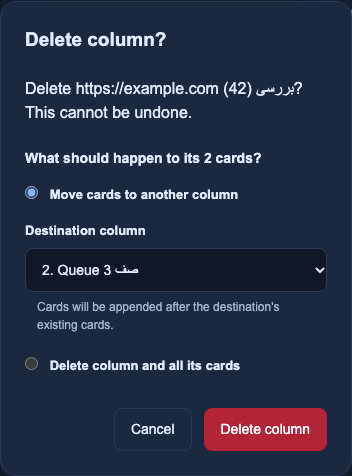 Delete column?
Delete https://example.com (42) بررسی?
This cannot be undone.
What should happen to its 2 cards?
Move cards to another column
Destination column
2. Queue 3 صف
Cards will be appended after the destination's
existing cards.
Delete column and all its cards
Cancel
Delete column